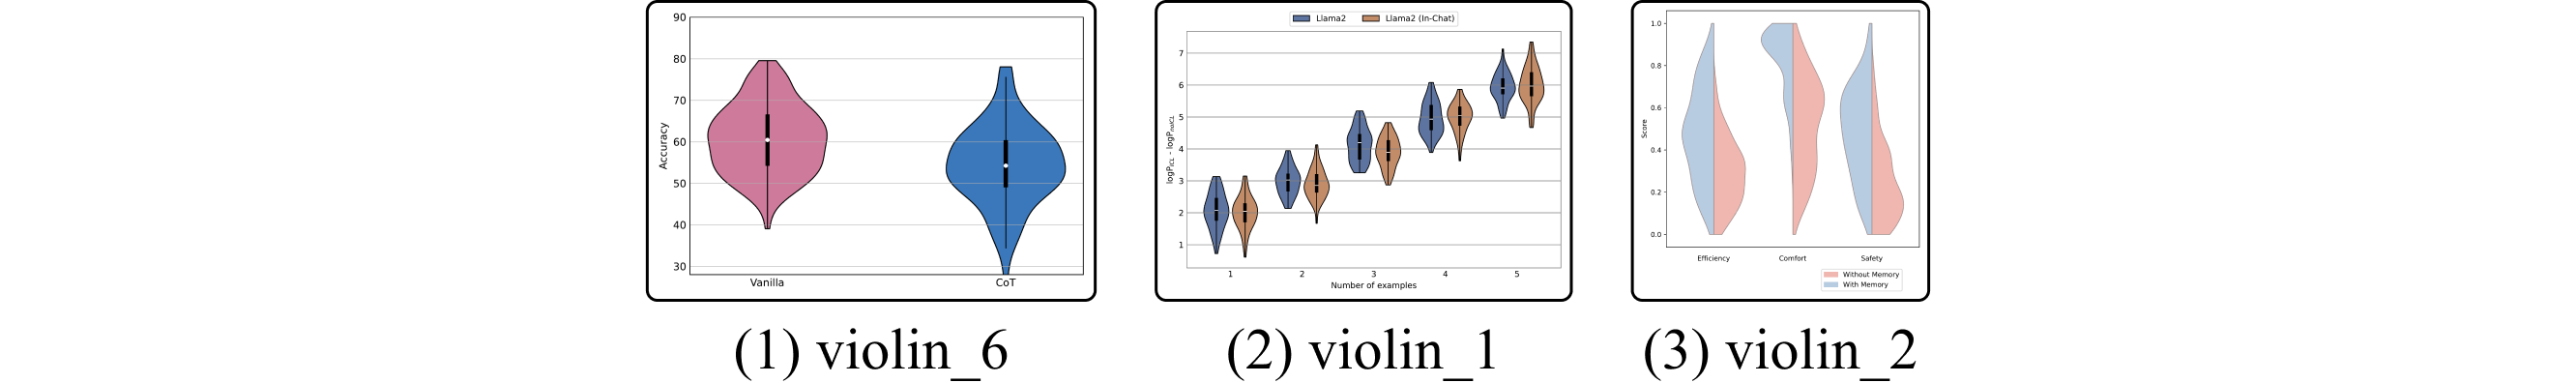 90
80
70
60
50
40
30
Accuracy
Vanilla
CoT
Llama2
Llama2 (In-Chat)
7
6
5
4
3
2
1
logP_ICL - logP_noICL
1
2
3
4
5
Number of examples
1.0
0.8
0.6
0.4
0.2
0.0
Score
Efficiency
Comfort
Safety
Without Memory
With Memory
(1) violin_6
(2) violin_1
(3) violin_2